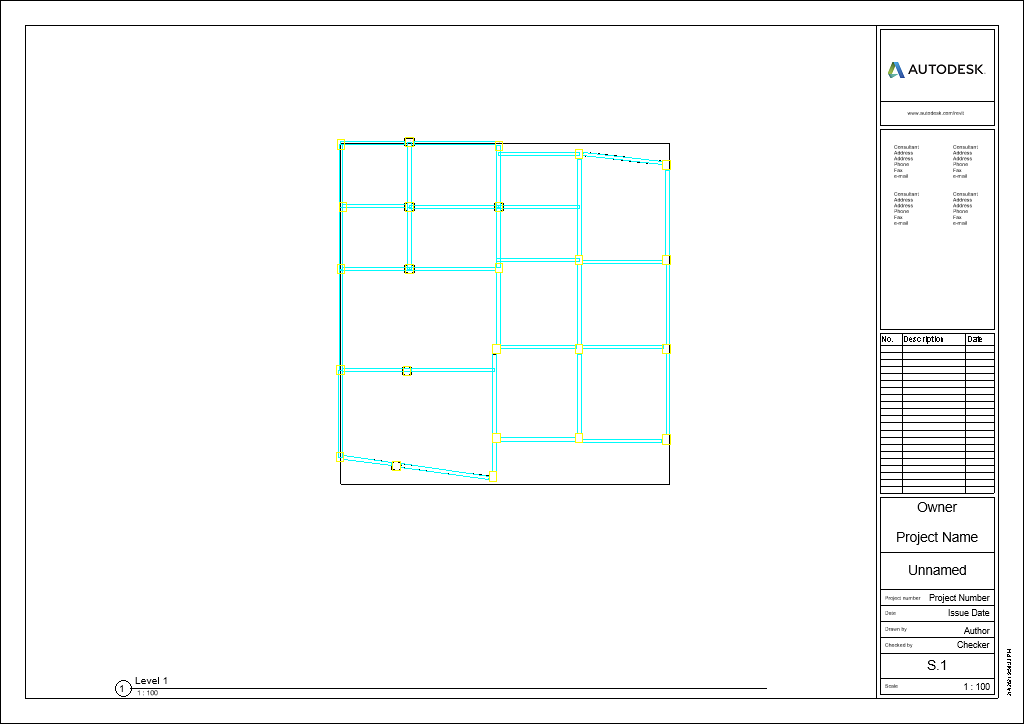 AUTODESK.
www.autodesk.com/revit
Consultant
Address
Address
Phone
Fax
e-mail
Consultant
Address
Address
Phone
Fax
e-mail
Consultant
Address
Address
Phone
Fax
e-mail
Consultant
Address
Address
Phone
Fax
e-mail
No. Description Date
Owner
Project Name
Unnamed
Project number Project Number
Date Issue Date
Drawn by Author
Checked by Checker
S.1
Scale 1 : 100
1 Level 1
1 : 100